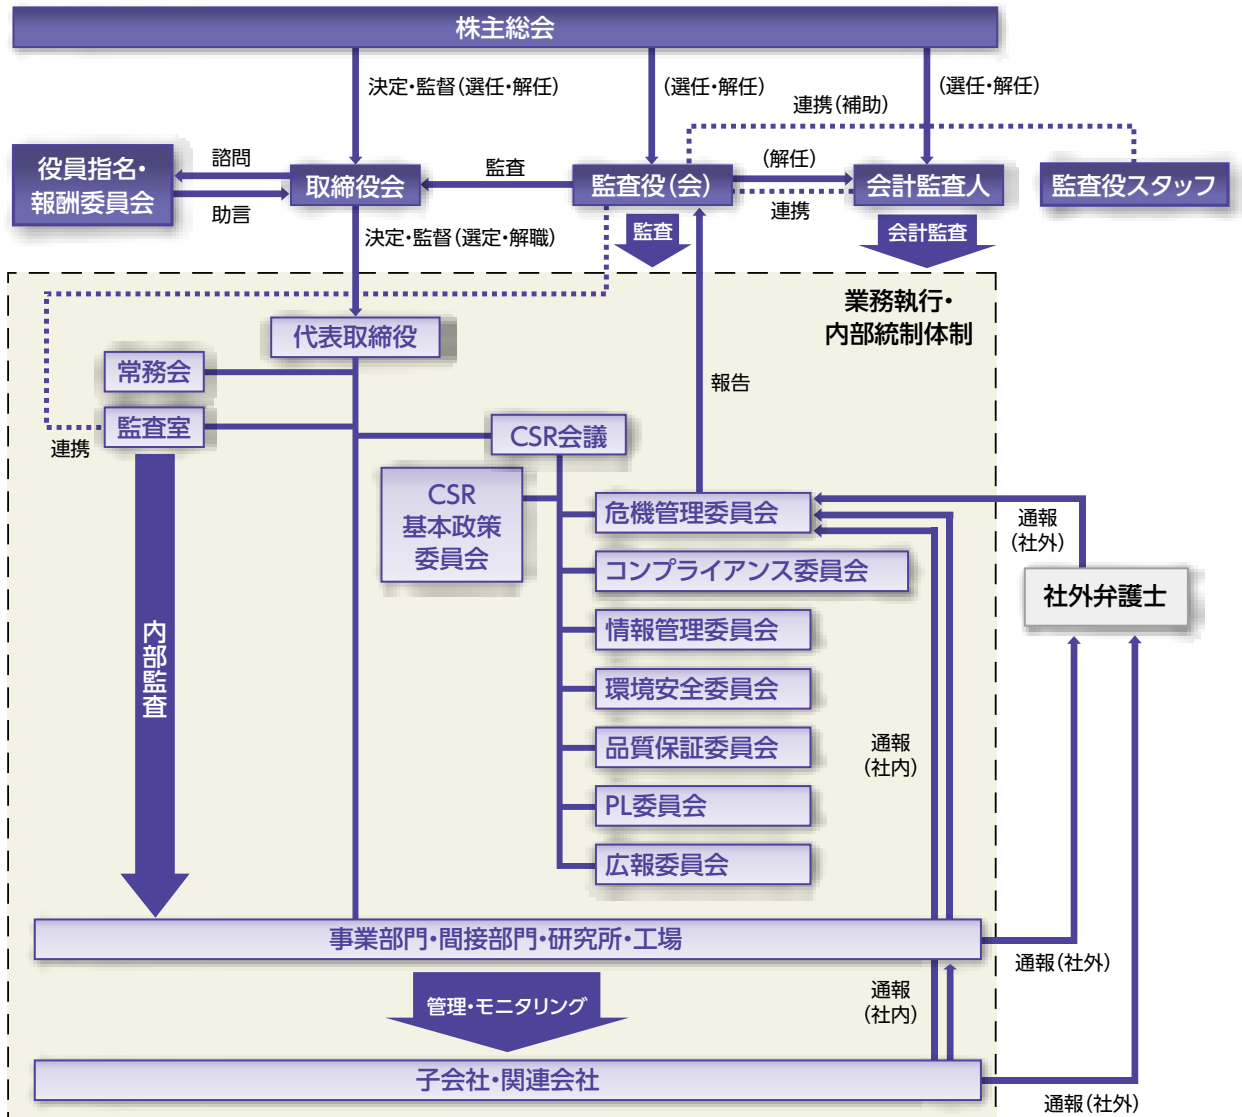 株主総会
決定・監督（選任・解任）
（選任・解任）
（選任・解任）
連携（補助）
役員指名・
報酬委員会
諮問
助言
取締役会
監査
監査役（会）
（解任）
連携
会計監査人
監査役スタッフ
決定・監督（選定・解職）
監査
会計監査
業務執行・
内部統制体制
代表取締役
常務会
監査室
連携
報告
CSR会議
CSR
基本政策
委員会
危機管理委員会
コンプライアンス委員会
情報管理委員会
環境安全委員会
品質保証委員会
PL委員会
広報委員会
通報
（社外）
社外弁護士
内部監査
通報
（社内）
事業部門・間接部門・研究所・工場
通報（社外）
管理・モニタリング
通報
（社内）
子会社・関連会社
通報（社外）